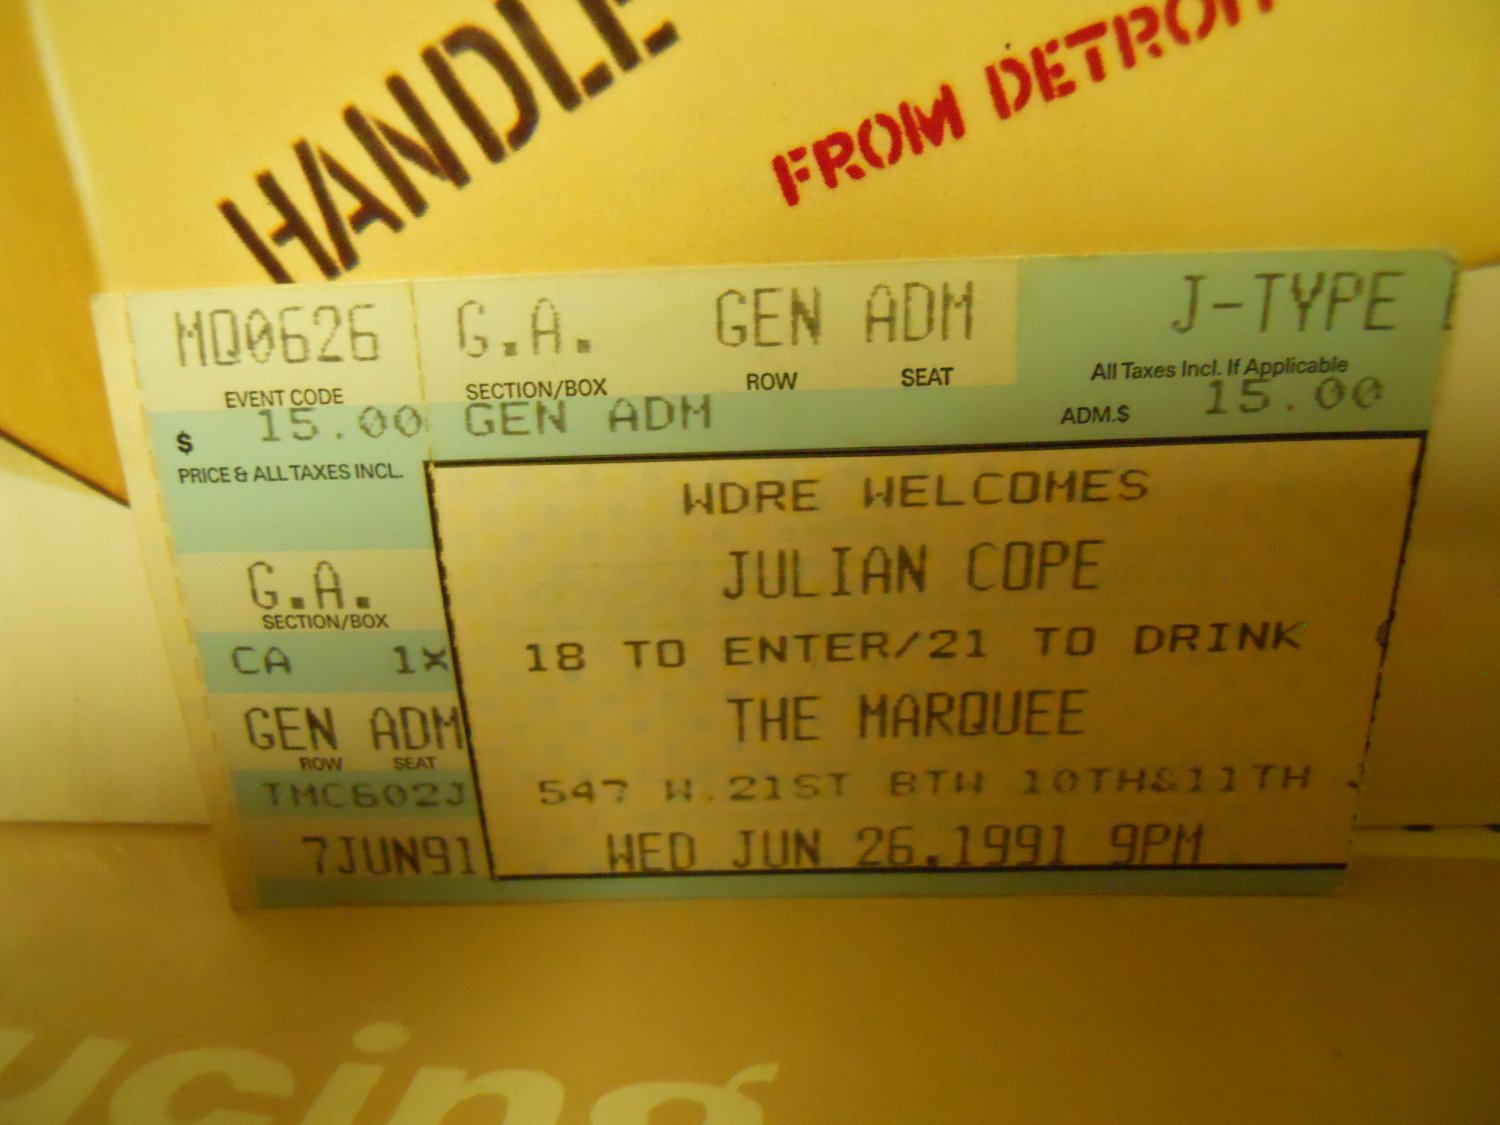 HANDLE
FROM DETROIT
MQ0626 G.A. GEN ADM J-TYPE
EVENT CODE SECTION/BOX ROW SEAT All Taxes Incl. If Applicable
$ 15.00 GEN ADM ADM.$ 15.00
PRICE & ALL TAXES INCL.
WDRE WELCOMES
JULIAN COPE
G.A.
SECTION/BOX
18 TO ENTER/21 TO DRINK
CA 1X
THE MARQUEE
GEN ADM
ROW SEAT
547 W.21ST BTW 10TH&11TH
TMC602J
WED JUN 26,1991 9PM
7JUN91
ucing